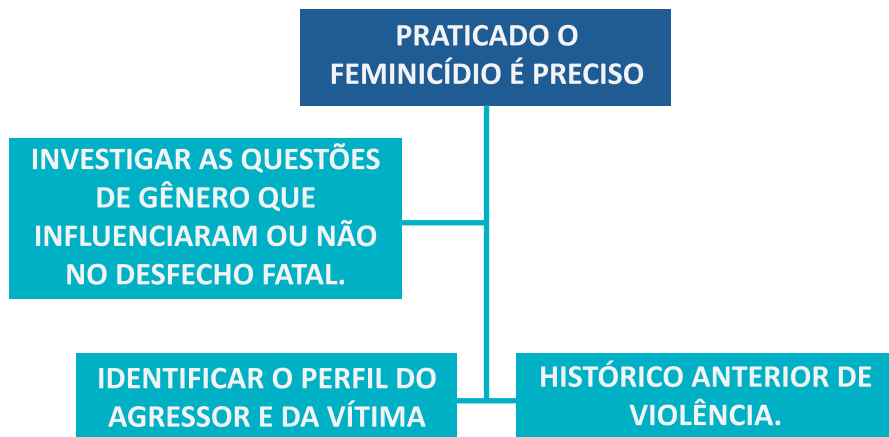 PRATICADO O
FEMINICÍDIO É PRECISO
INVESTIGAR AS QUESTÕES
DE GÊNERO QUE
INFLUENCIARAM OU NÃO
NO DESFECHO FATAL.
IDENTIFICAR O PERFIL DO
AGRESSOR E DA VÍTIMA
HISTÓRICO ANTERIOR DE
VIOLÊNCIA.